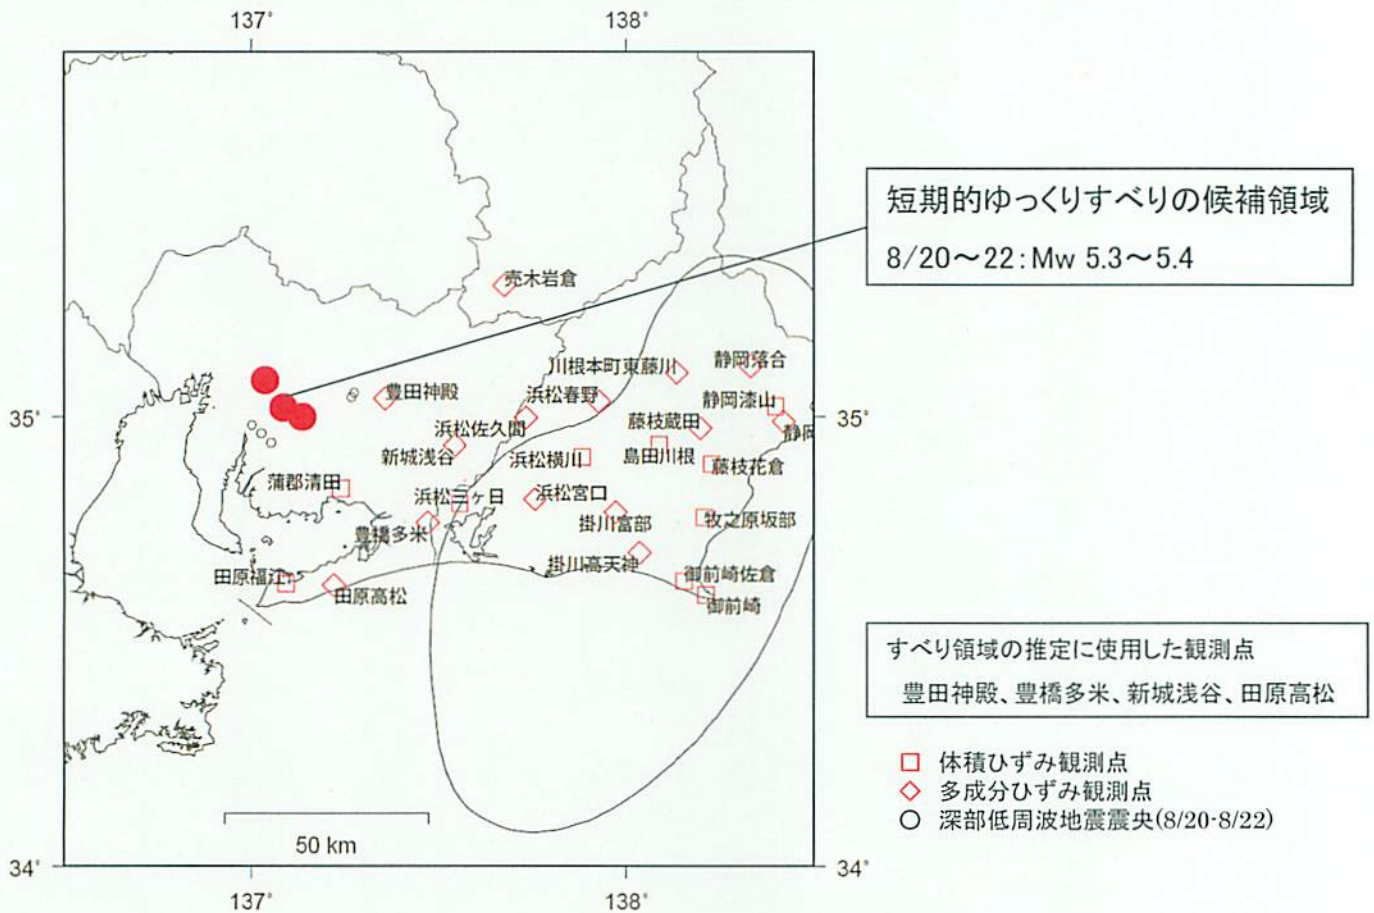 137°
138°
短期的ゆっくりすべりの候補領域
8/20～22:Mw 5.3～5.4
売木岩倉
川根本町東藤川
静岡落合
豊田神殿
浜松春野
静岡漆山
35°
35°
浜松佐久間
藤枝蔵田
静岡
新城浅谷
浜松横川
島田川根
藤枝花倉
蒲郡清田
浜松三ヶ日
浜松宮口
豊橋多米
掛川富部
牧之原坂部
掛川高天神
田原福江
御前崎佐倉
田原高松
御前崎
すべり領域の推定に使用した観測点
豊田神殿、豊橋多米、新城浅谷、田原高松
体積ひずみ観測点
多成分ひずみ観測点
深部低周波地震震央(8/20-8/22)
50 km
34°
34°
137°
138°